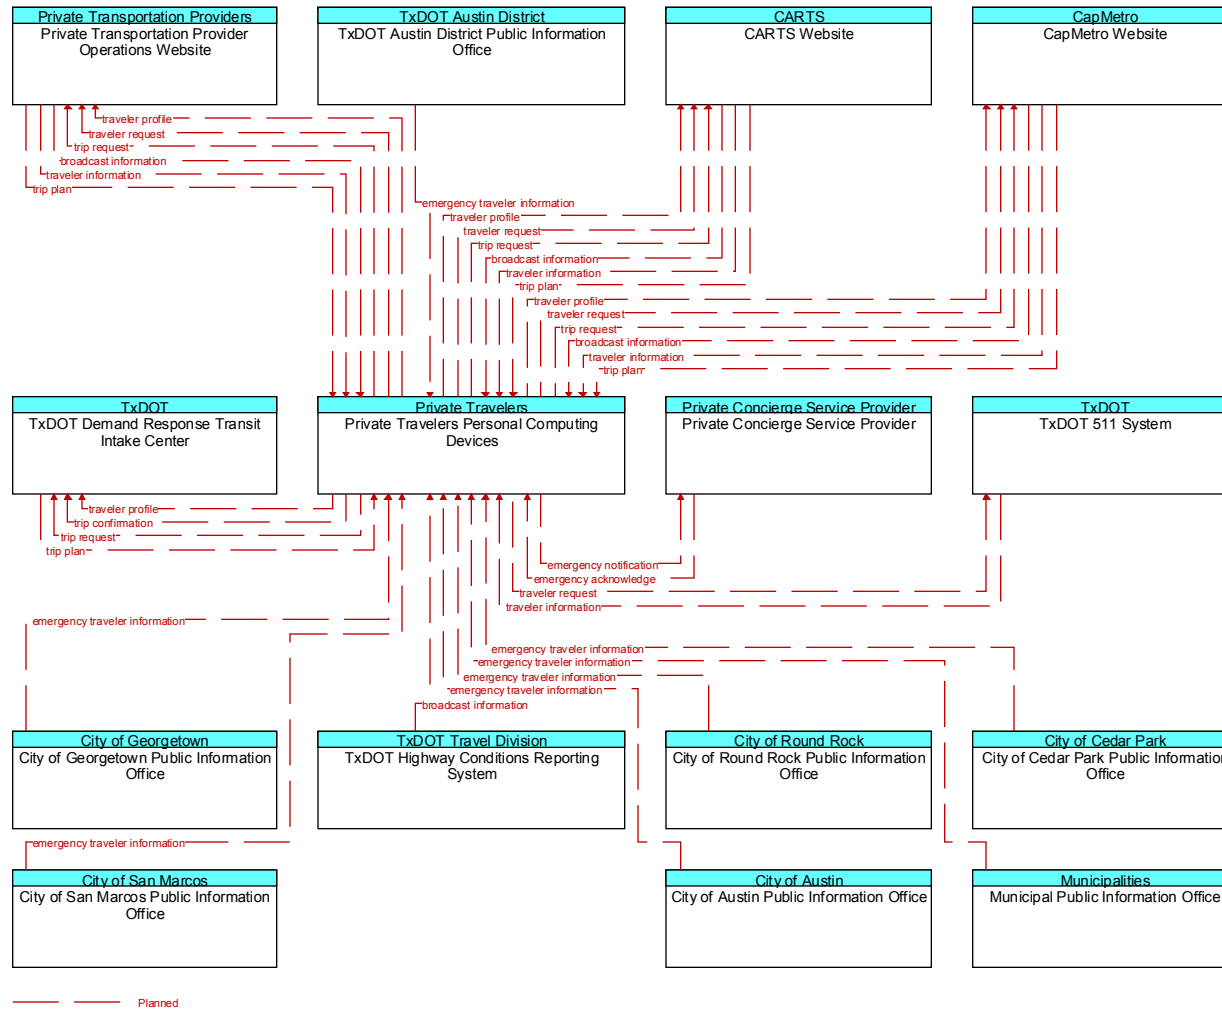 Private Transportation Providers
Private Transportation Provider
Operations Website
TxDOT Austin District
TxDOT Austin District Public Information
Office
CARTS
CARTS Website
CapMetro
CapMetro Website
traveler profile
traveler request
trip request
broadcast information
traveler information
trip plan
emergency traveler information
traveler profile
traveler request
trip request
broadcast information
traveler information
trip plan
traveler profile
traveler request
trip request
broadcast information
traveler information
trip plan
TxDOT
TxDOT Demand Response Transit
Intake Center
Private Travelers
Private Travelers Personal Computing
Devices
Private Concierge Service Provider
Private Concierge Service Provider
TxDOT
TxDOT 511 System
traveler profile
trip confirmation
trip request
trip plan
emergency notification
emergency acknowledge
traveler request
traveler information
emergency traveler information
emergency traveler information
emergency traveler information
emergency traveler information
emergency traveler information
broadcast information
City of Georgetown
City of Georgetown Public Information
Office
TxDOT Travel Division
TxDOT Highway Conditions Reporting
System
City of Round Rock
City of Round Rock Public Information
Office
City of Cedar Park
City of Cedar Park Public Information
Office
emergency traveler information
City of San Marcos
City of San Marcos Public Information
Office
City of Austin
City of Austin Public Information Office
Municipalities
Municipal Public Information Office
Planned